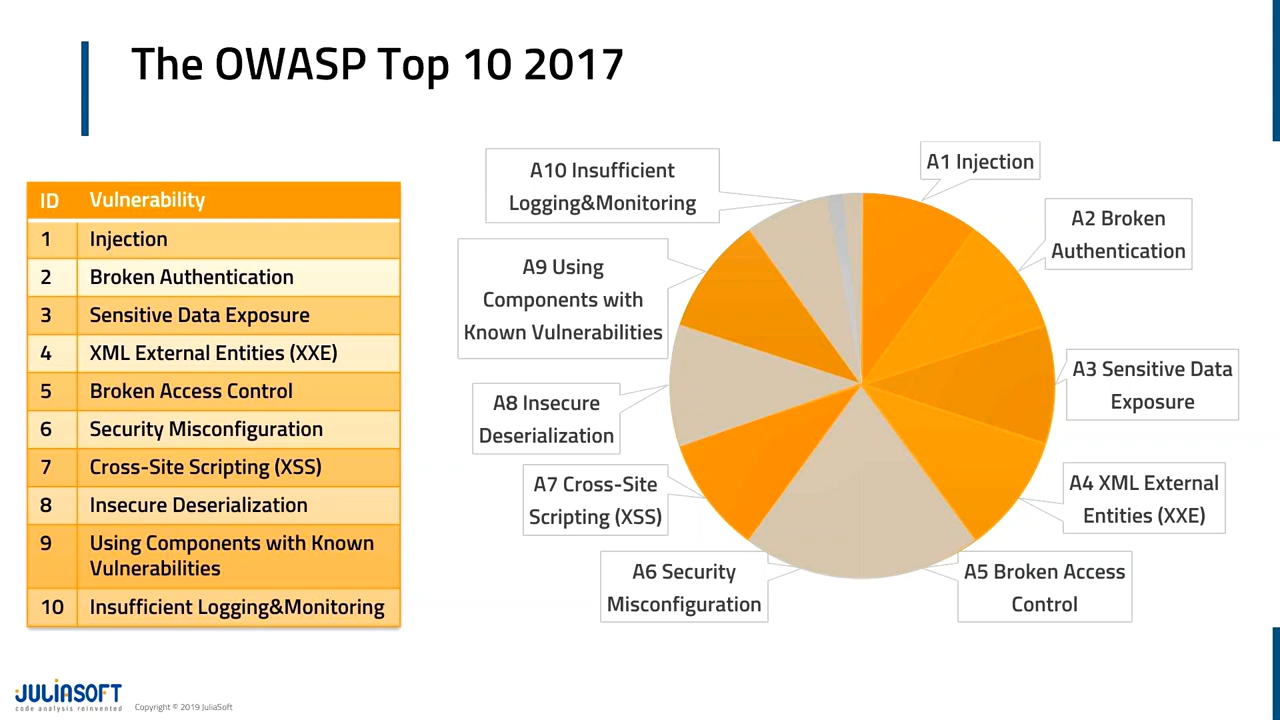 The OWASP Top 10 2017
ID Vulnerability
1 Injection
2 Broken Authentication
3 Sensitive Data Exposure
4 XML External Entities (XXE)
5 Broken Access Control
6 Security Misconfiguration
7 Cross-Site Scripting (XSS)
8 Insecure Deserialization
9 Using Components with Known
Vulnerabilities
10 Insufficient Logging&Monitoring
A1 Injection
A2 Broken
Authentication
A3 Sensitive Data
Exposure
A4 XML External
Entities (XXE)
A5 Broken Access
Control
A6 Security
Misconfiguration
A7 Cross-Site
Scripting (XSS)
A8 Insecure
Deserialization
A9 Using
Components with
Known Vulnerabilities
A10 Insufficient
Logging&Monitoring
JULIASOFT
code analysis reinvented
Copyright © 2019 JuliaSoft